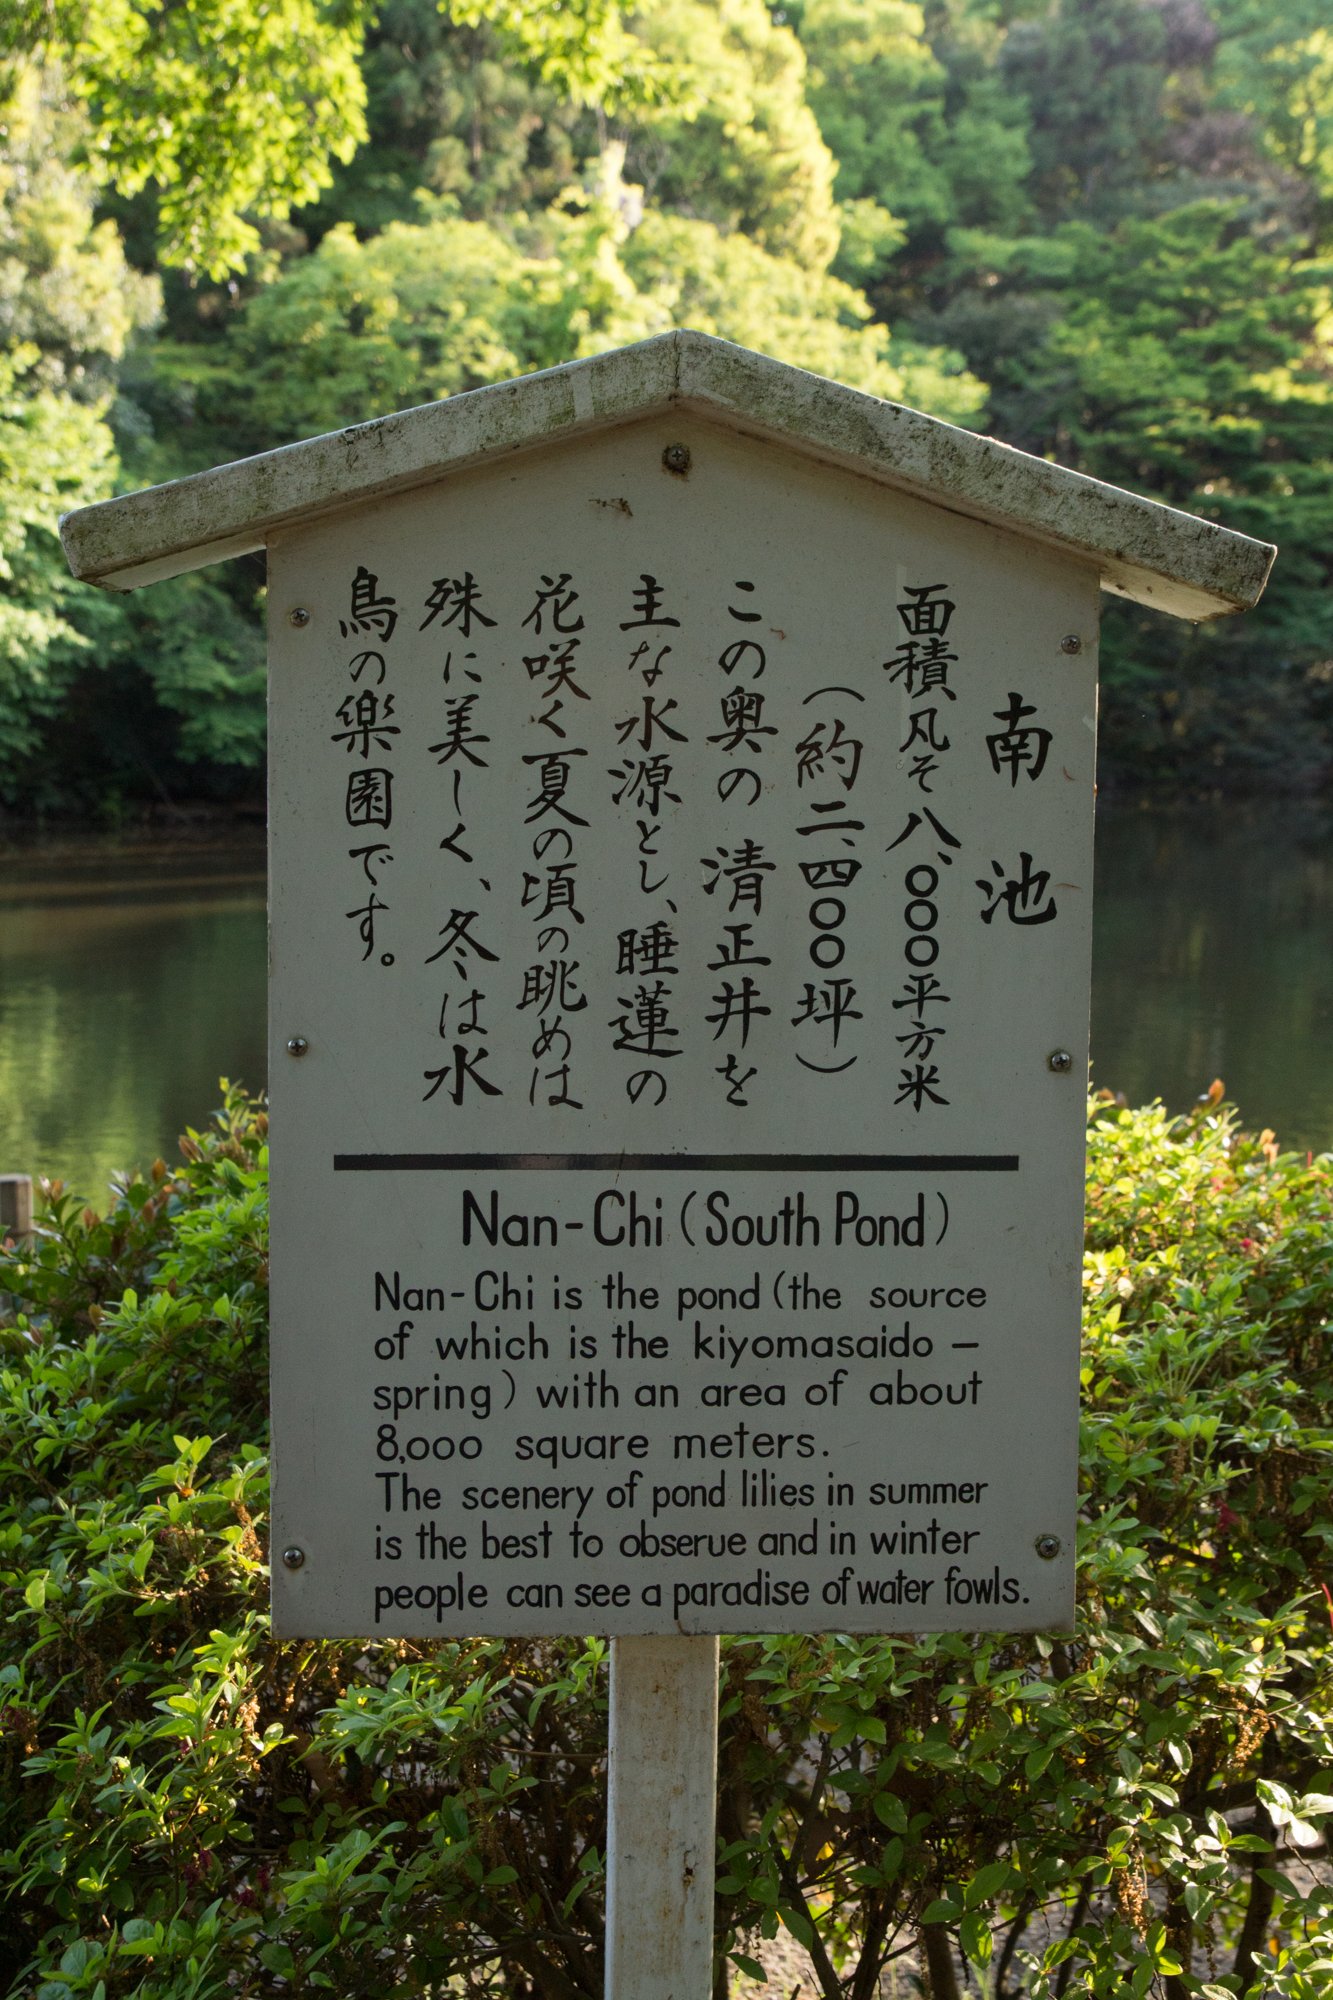 南池
面積凡そ八、〇〇〇平方米
（約二、四〇〇坪）
この奥の清正井を
主な水源とし、睡蓮の
花咲く夏の頃の眺めは
殊に美しく、冬は水
鳥の楽園です。
Nan-Chi (South Pond)
Nan-Chi is the pond (the source
of which is the kiyomasaido –
spring) with an area of about
8,000 square meters.
The scenery of pond lilies in summer
is the best to observe and in winter
people can see a paradise of water fowls.